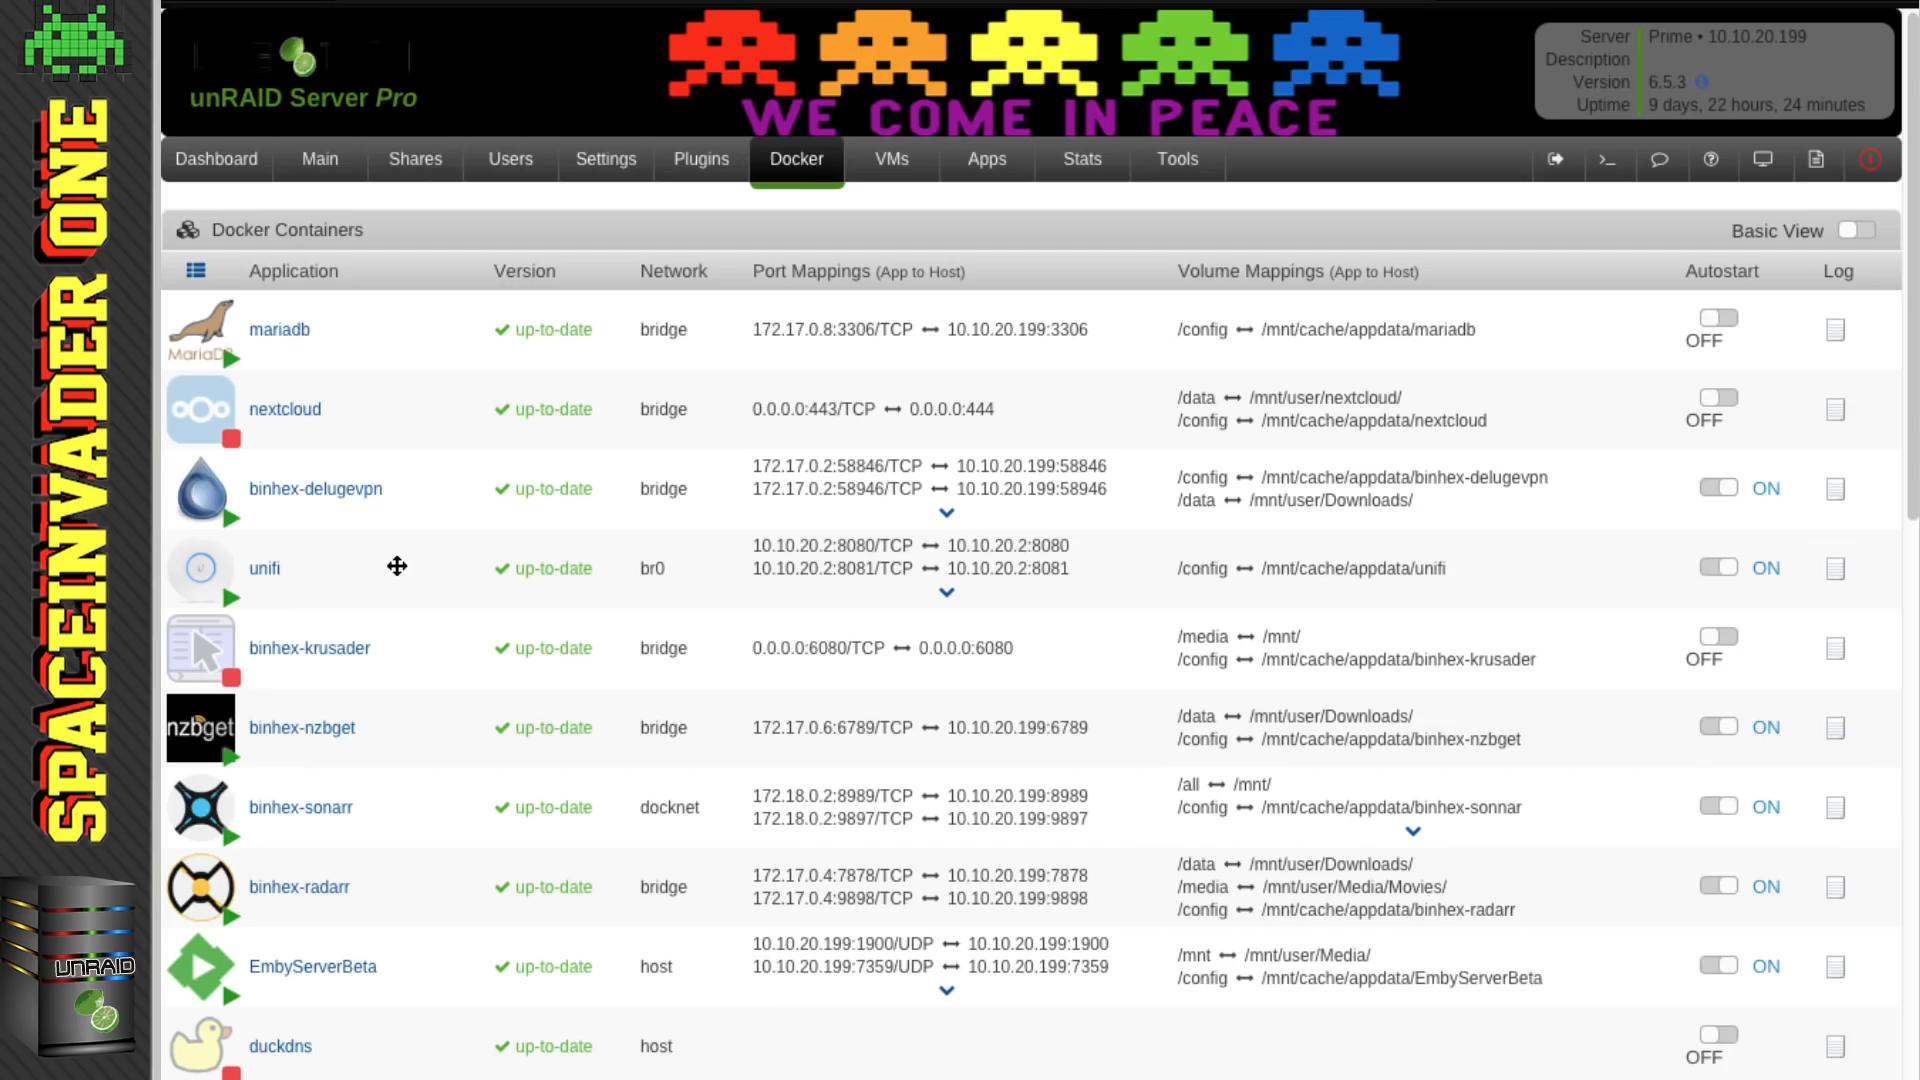 SPACEINVADER ONE
UNRAID
unRAID Server Pro
WE COME IN PEACE
Server Prime • 10.10.20.199
Description
Version 6.5.3
Uptime 9 days, 22 hours, 24 minutes
Dashboard Main Shares Users Settings Plugins Docker VMs Apps Stats Tools
Docker Containers Basic View
Application Version Network Port Mappings (App to Host) Volume Mappings (App to Host) Autostart Log
MariaDB
mariadb up-to-date bridge 172.17.0.8:3306/TCP ↔ 10.10.20.199:3306 /config ↔ /mnt/cache/appdata/mariadb OFF
nextcloud up-to-date bridge 0.0.0.0:443/TCP ↔ 0.0.0.0:444 /data ↔ /mnt/user/nextcloud/
/config ↔ /mnt/cache/appdata/nextcloud OFF
binhex-delugevpn up-to-date bridge 172.17.0.2:58846/TCP ↔ 10.10.20.199:58846
172.17.0.2:58946/TCP ↔ 10.10.20.199:58946
/config ↔ /mnt/cache/appdata/binhex-delugevpn
/data ↔ /mnt/user/Downloads/ ON
unifi up-to-date br0 10.10.20.2:8080/TCP ↔ 10.10.20.2:8080
10.10.20.2:8081/TCP ↔ 10.10.20.2:8081
/config ↔ /mnt/cache/appdata/unifi ON
binhex-krusader up-to-date bridge 0.0.0.0:6080/TCP ↔ 0.0.0.0:6080 /media ↔ /mnt/
/config ↔ /mnt/cache/appdata/binhex-krusader OFF
nzbget
binhex-nzbget up-to-date bridge 172.17.0.6:6789/TCP ↔ 10.10.20.199:6789 /data ↔ /mnt/user/Downloads/
/config ↔ /mnt/cache/appdata/binhex-nzbget ON
binhex-sonarr up-to-date docknet 172.18.0.2:8989/TCP ↔ 10.10.20.199:8989
172.18.0.2:9897/TCP ↔ 10.10.20.199:9897
/all ↔ /mnt/
/config ↔ /mnt/cache/appdata/binhex-sonnar ON
binhex-radarr up-to-date bridge 172.17.0.4:7878/TCP ↔ 10.10.20.199:7878
172.17.0.4:9898/TCP ↔ 10.10.20.199:9898
/data ↔ /mnt/user/Downloads/
/media ↔ /mnt/user/Media/Movies/
/config ↔ /mnt/cache/appdata/binhex-radarr ON
EmbyServerBeta up-to-date host 10.10.20.199:1900/UDP ↔ 10.10.20.199:1900
10.10.20.199:7359/UDP ↔ 10.10.20.199:7359
/mnt ↔ /mnt/user/Media/
/config ↔ /mnt/cache/appdata/EmbyServerBeta ON
duckdns up-to-date host OFF